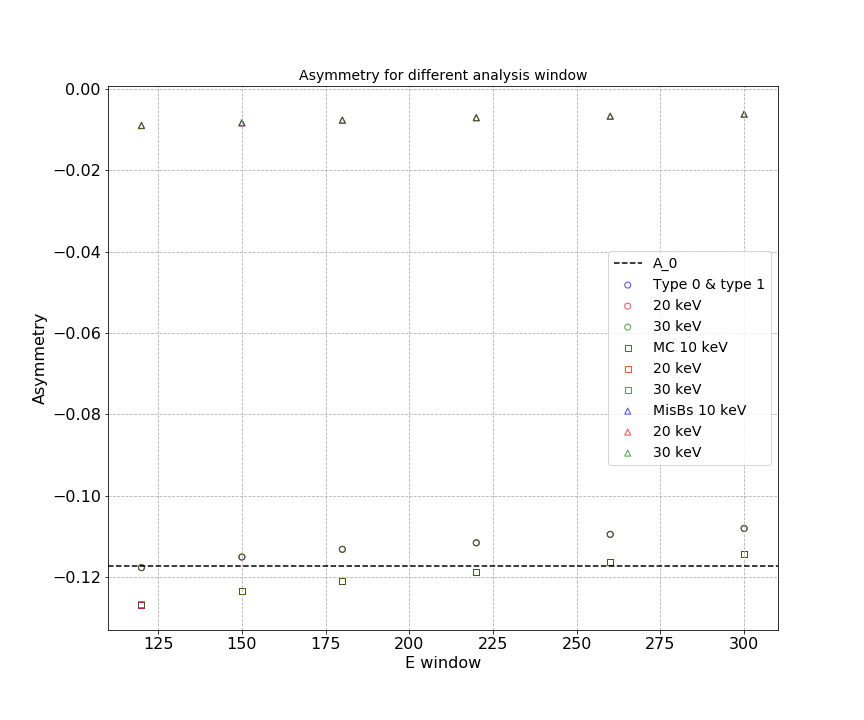 Asymmetry for different analysis window
0.00
−0.02
−0.04
−0.06
−0.08
−0.10
−0.12
Asymmetry
A_0
Type 0 & type 1
20 keV
30 keV
MC 10 keV
20 keV
30 keV
MisBs 10 keV
20 keV
30 keV
125 150 175 200 225 250 275 300
E window